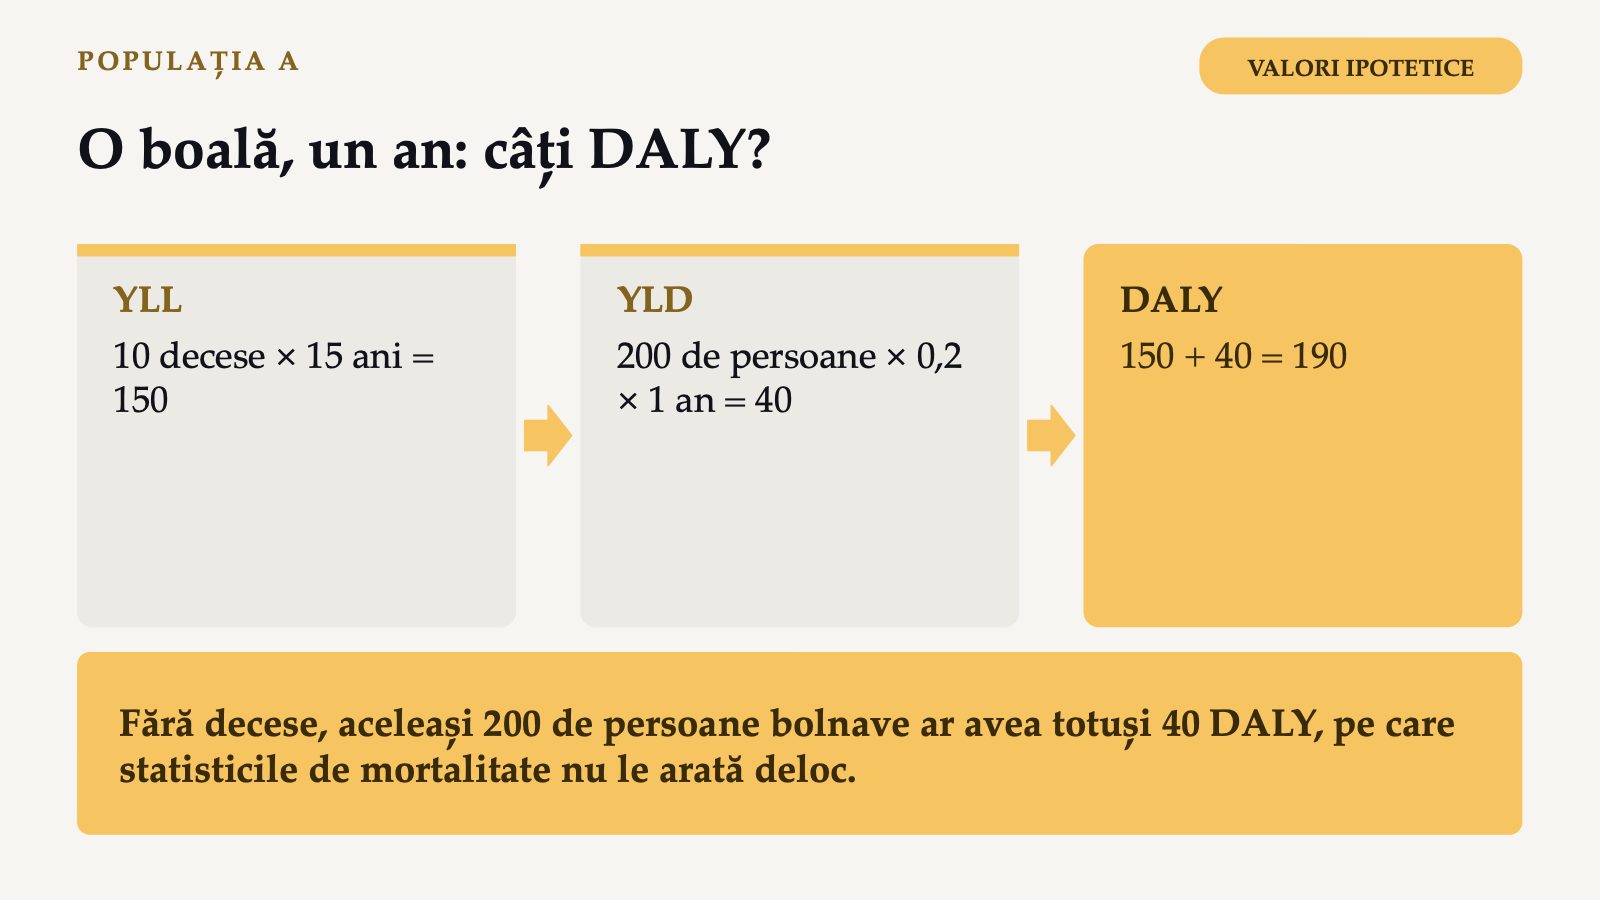 POPULAȚIA A
VALORI IPOTETICE
O boală, un an: câți DALY?
YLL
10 decese × 15 ani =
150
YLD
200 de persoane × 0,2
× 1 an = 40
DALY
150 + 40 = 190
Fără decese, aceleași 200 de persoane bolnave ar avea totuși 40 DALY, pe care
statisticile de mortalitate nu le arată deloc.